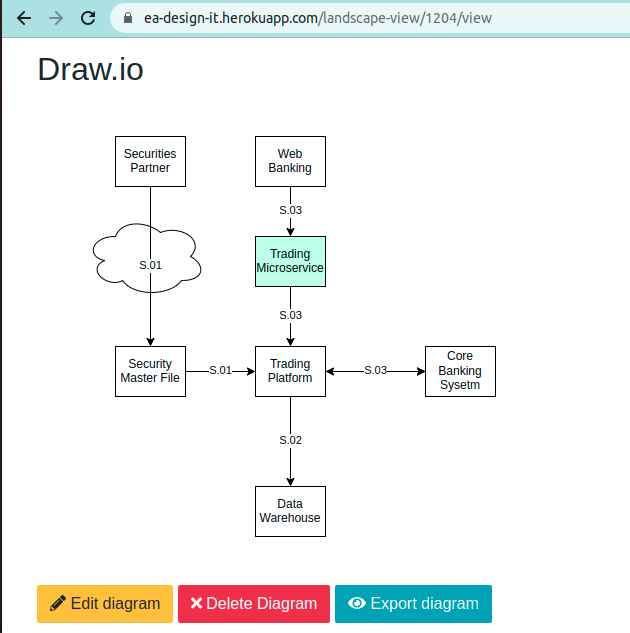 ea-design-it.herokuapp.com/landscape-view/1204/view
Draw.io
Securities
Partner
Web
Banking
S.03
Trading
Microservice
S.01
S.03
Security
Master File
S.01
Trading
Platform
S.03
Core
Banking
Sysetm
S.02
Data
Warehouse
Edit diagram
Delete Diagram
Export diagram